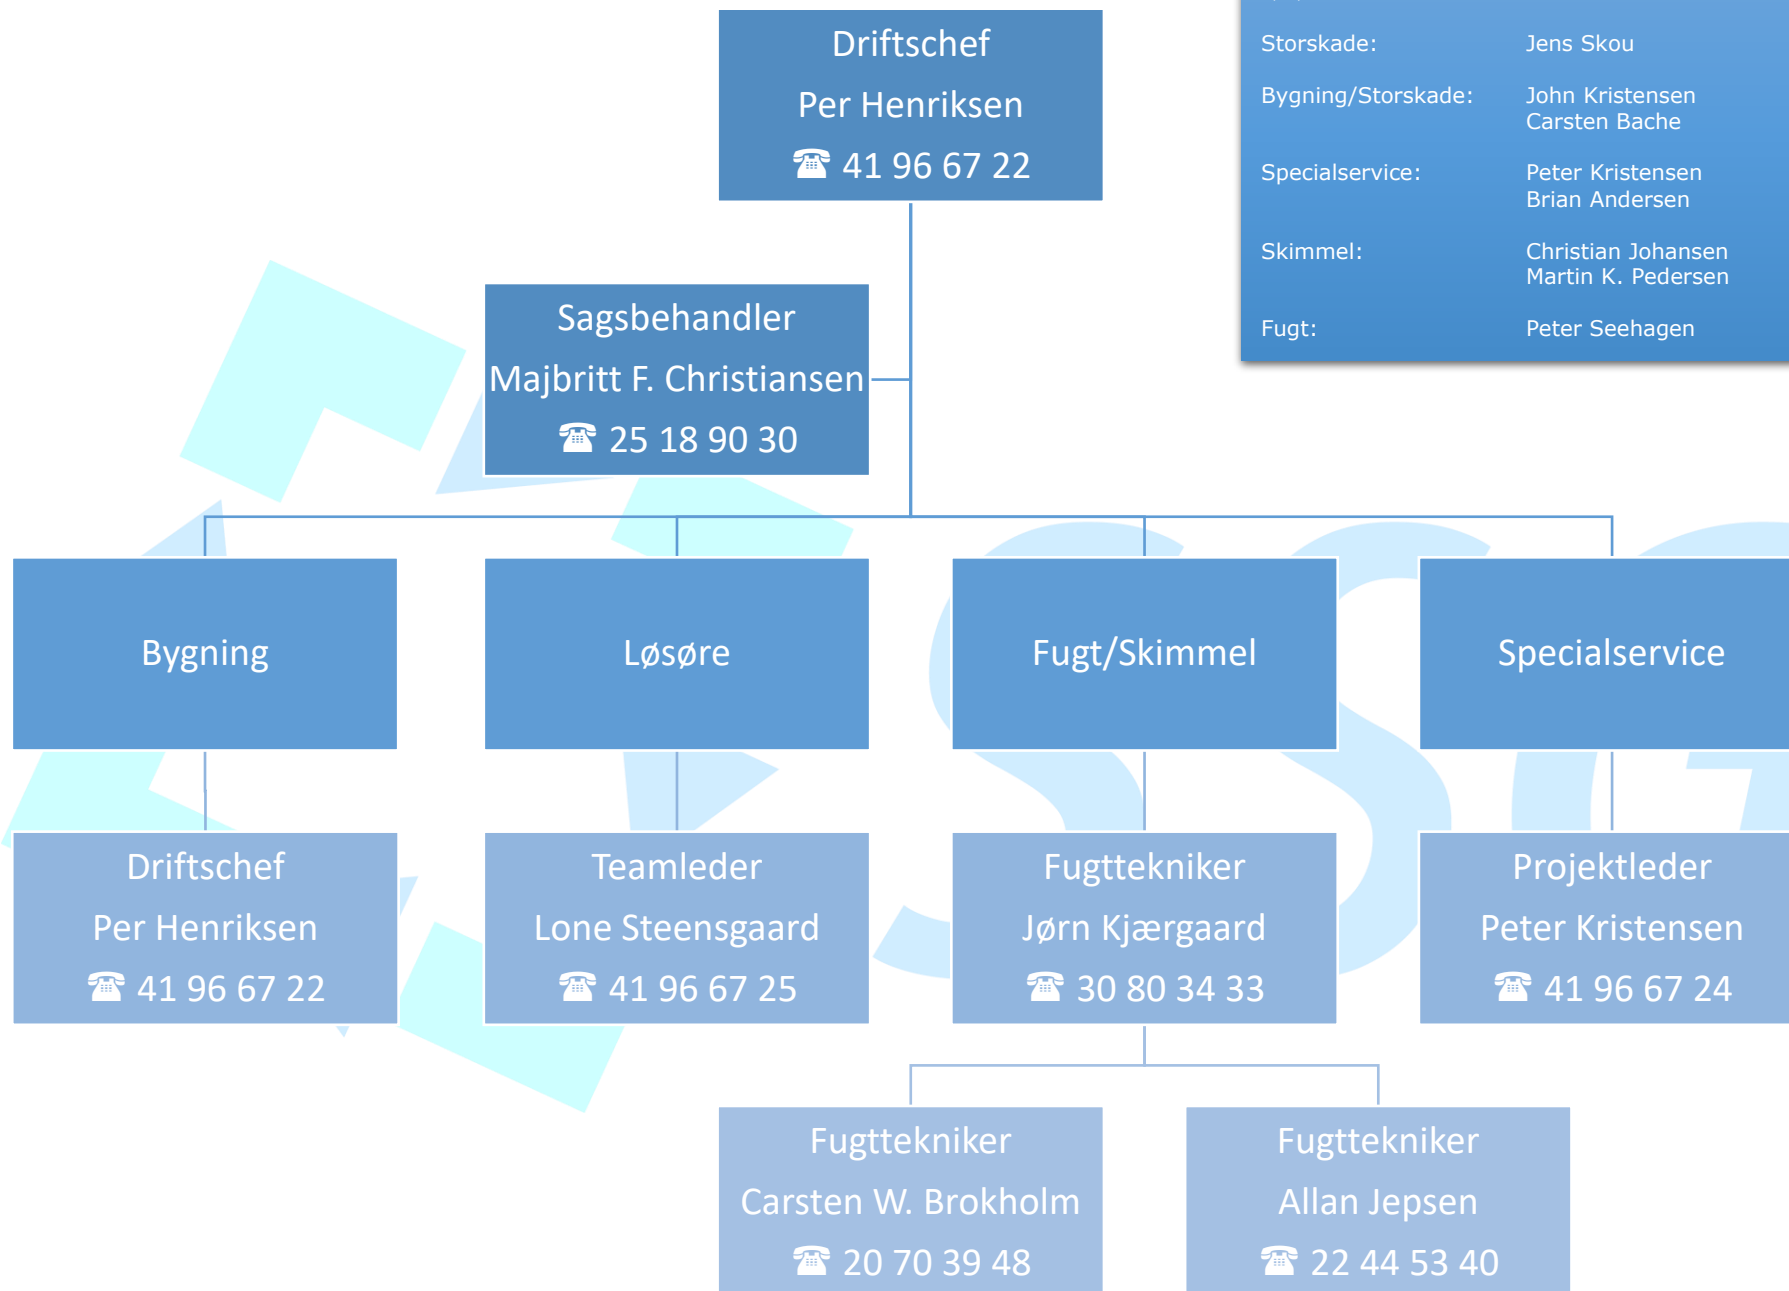 Driftschef
Per Henriksen
☎ 41 96 67 22
Storskade: Jens Skou
Bygning/Storskade: John Kristensen
Carsten Bache
Specialservice: Peter Kristensen
Brian Andersen
Skimmel: Christian Johansen
Martin K. Pedersen
Fugt: Peter Seehagen
Sagsbehandler
Majbritt F. Christiansen
☎ 25 18 90 30
Bygning
Løsøre
Fugt/Skimmel
Specialservice
Driftschef
Per Henriksen
☎ 41 96 67 22
Teamleder
Lone Steensgaard
☎ 41 96 67 25
Fugttekniker
Jørn Kjærgaard
☎ 30 80 34 33
Projektleder
Peter Kristensen
☎ 41 96 67 24
Fugttekniker
Carsten W. Brokholm
☎ 20 70 39 48
Fugttekniker
Allan Jepsen
☎ 22 44 53 40
SSG